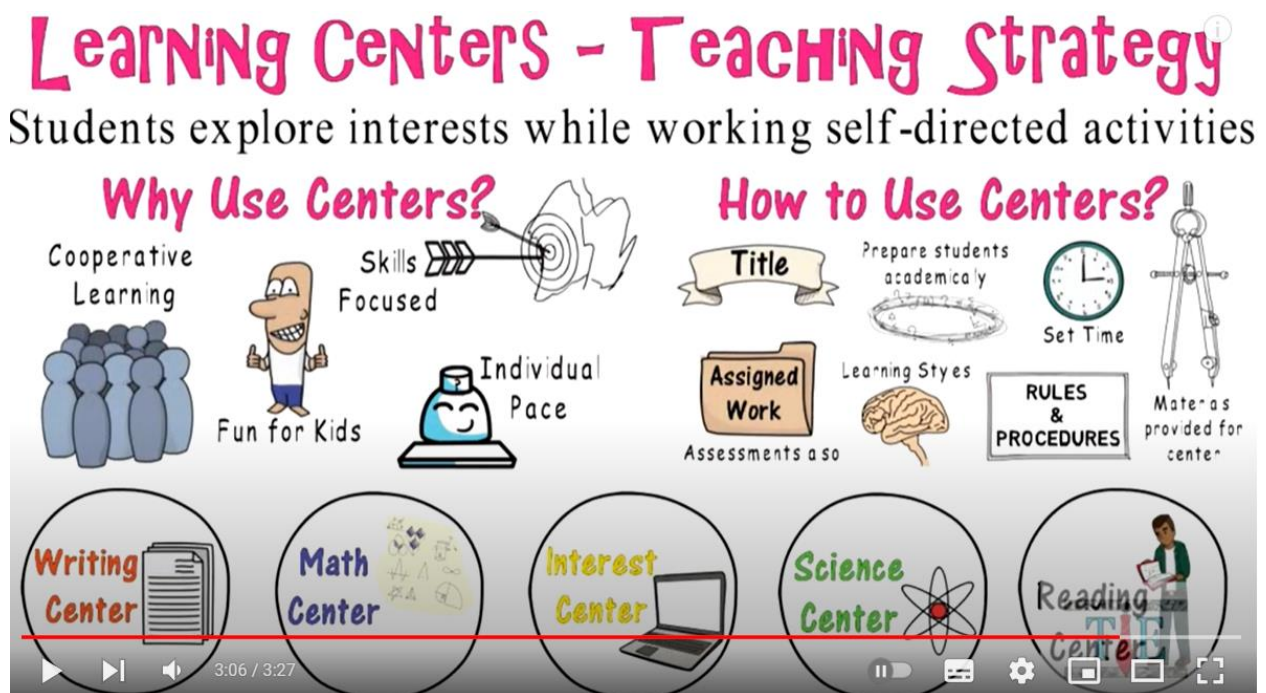 Learning Centers - Teaching Strategy
Students explore interests while working self-directed activities
Why Use Centers?
Cooperative
Learning
Fun for Kids
Skills
Focused
Individual
Pace
How to Use Centers?
Title
Prepare students
academically
Set Time
Assigned
Work
Assessments also
Learning Styles
RULES
&
PROCEDURES
Materials
provided for
center
Writing
Center
Math
Center
Interest
Center
Science
Center
Reading
Center
3:06 / 3:27